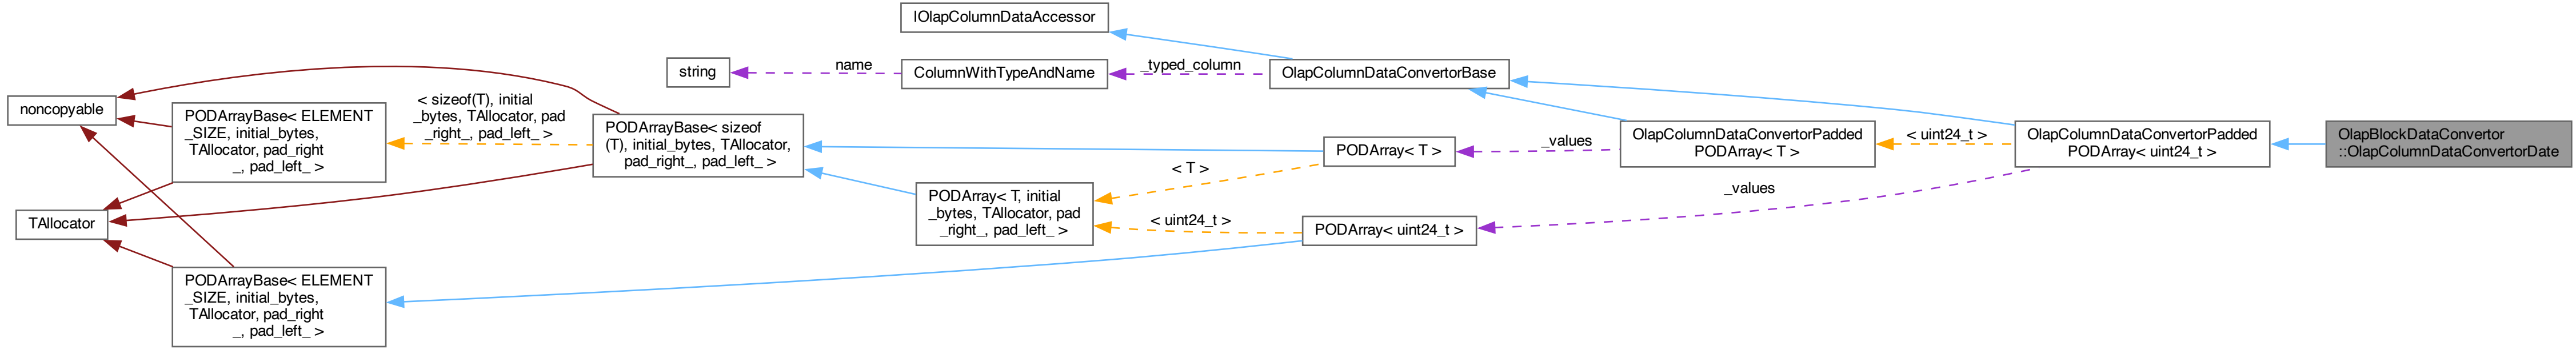 IOlapColumnDataAccessor
string
name
ColumnWithTypeAndName
_typed_column
OlapColumnDataConvertorBase
noncopyable
PODArrayBase< ELEMENT
_SIZE, initial_bytes,
TAllocator, pad_right
_, pad_left_ >
< sizeof(T), initial
_bytes, TAllocator, pad
_right_, pad_left_ >
PODArrayBase< sizeof
(T), initial_bytes, TAllocator,
pad_right_, pad_left_ >
PODArray< T >
_values
OlapColumnDataConvertorPadded
PODArray< T >
< uint24_t >
OlapColumnDataConvertorPadded
PODArray< uint24_t >
OlapBlockDataConvertor
::OlapColumnDataConvertorDate
TAllocator
PODArray< T, initial
_bytes, TAllocator, pad
_right_, pad_left_ >
< T >
< uint24_t >
PODArray< uint24_t >
_values
PODArrayBase< ELEMENT
_SIZE, initial_bytes,
TAllocator, pad_right
_, pad_left_ >